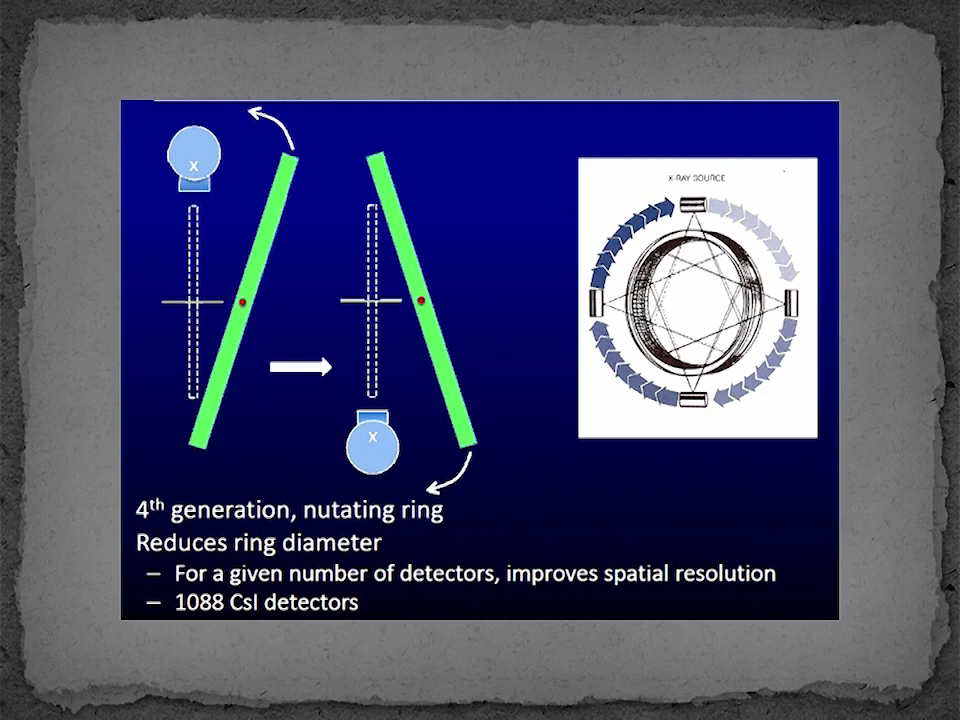 X
X
X-RAY SOURCE
4th generation, nutating ring
Reduces ring diameter
– For a given number of detectors, improves spatial resolution
– 1088 CsI detectors